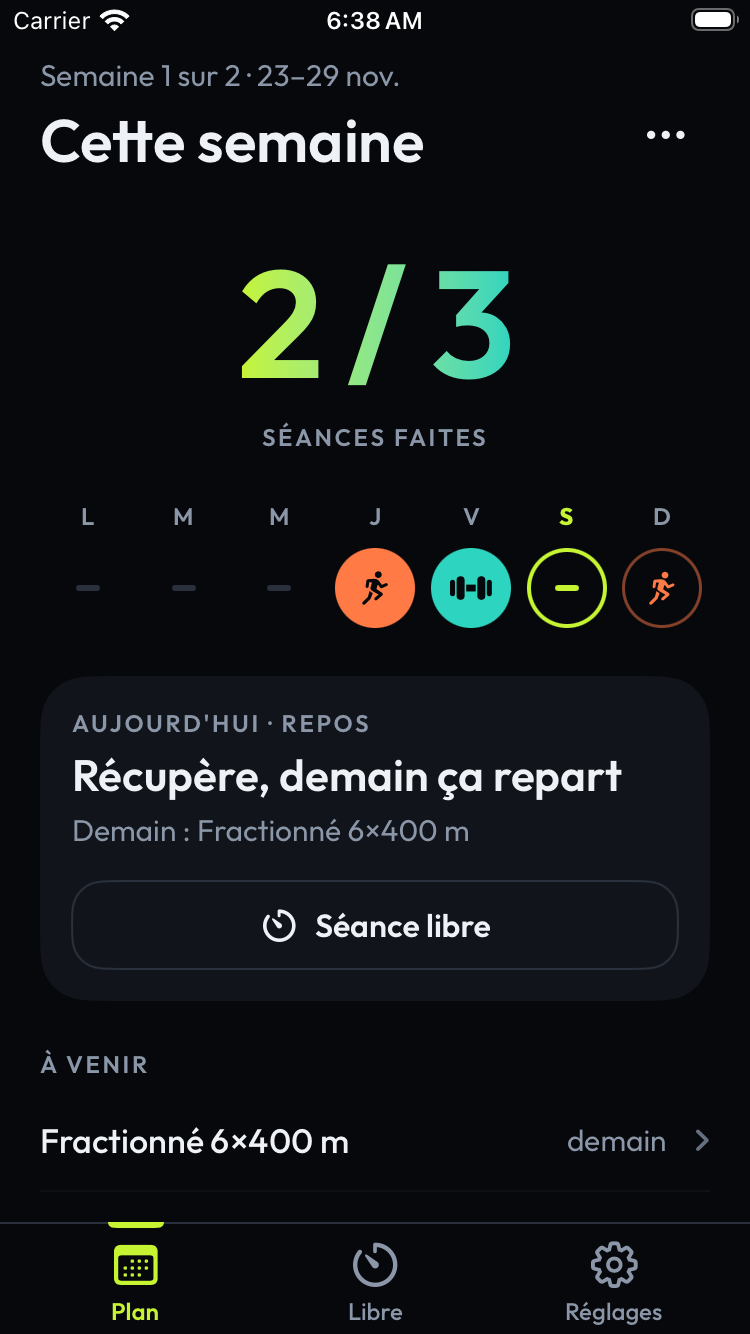 Carrier 6:38 AM
Semaine 1 sur 2 · 23–29 nov.
Cette semaine
2/3
SÉANCES FAITES
L M M J V S D
AUJOURD'HUI · REPOS
Récupère, demain ça repart
Demain : Fractionné 6×400 m
Séance libre
À VENIR
Fractionné 6×400 m demain
Plan Libre Réglages